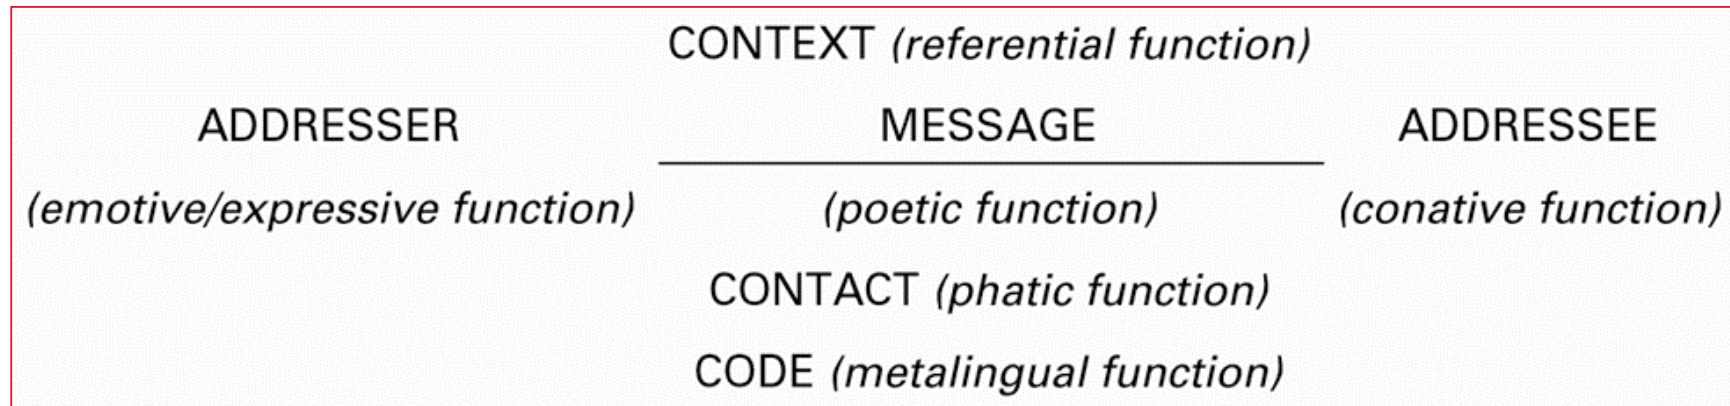 CONTEXT (referential function)
ADDRESSER MESSAGE ADDRESSEE
(emotive/expressive function) (poetic function) (conative function)
CONTACT (phatic function)
CODE (metalingual function)